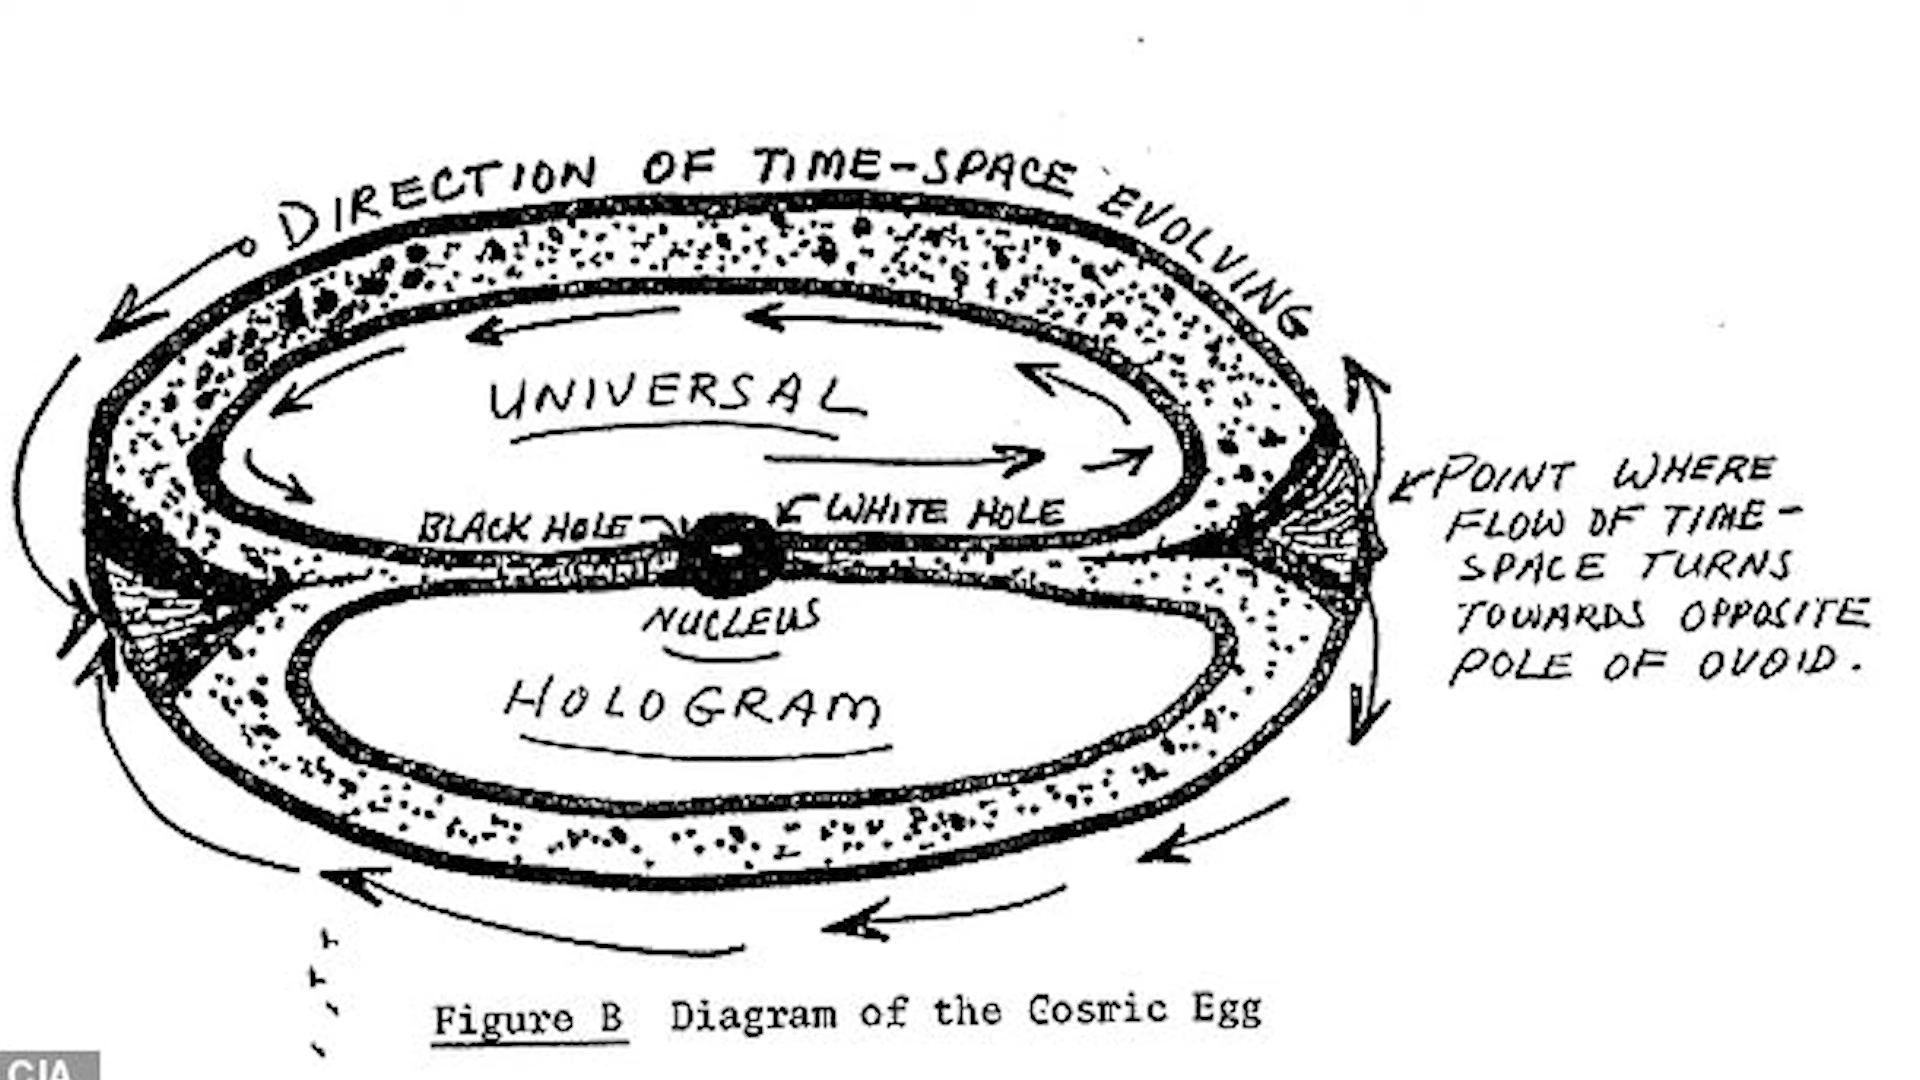 DIRECTION OF TIME-SPACE EVOLVING
UNIVERSAL
BLACK HOLE
WHITE HOLE
NUCLEUS
HOLOGRAM
POINT WHERE
FLOW OF TIME-
SPACE TURNS
TOWARDS OPPOSITE
POLE OF OVOID.
Figure B Diagram of the Cosmic Egg
CIA